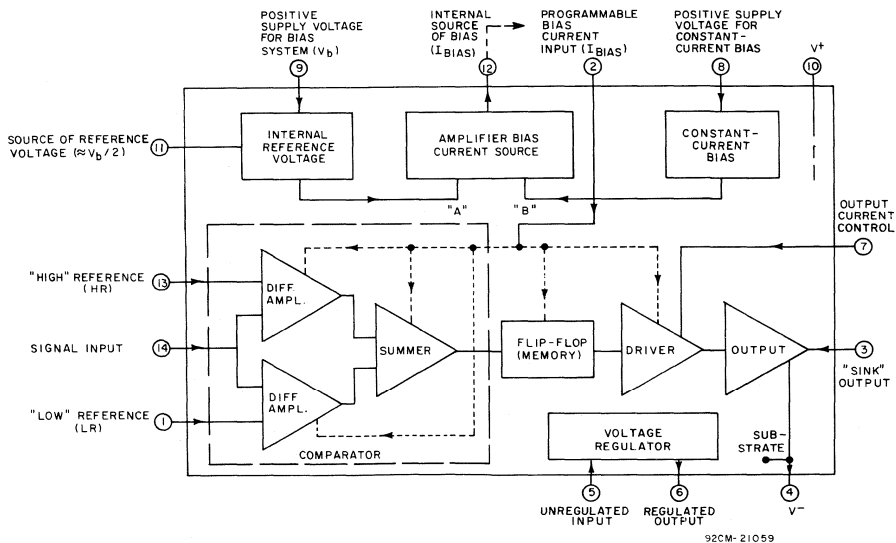 POSITIVE
SUPPLY VOLTAGE
FOR BIAS
SYSTEM (Vb)
9
INTERNAL
SOURCE
OF BIAS
(IBIAS)
12
PROGRAMMABLE
BIAS
CURRENT
INPUT (IBIAS)
2
POSITIVE SUPPLY
VOLTAGE FOR
CONSTANT-
CURRENT BIAS
8
V+
10
SOURCE OF REFERENCE
VOLTAGE (≈Vb/2)
11
INTERNAL
REFERENCE
VOLTAGE
AMPLIFIER BIAS
CURRENT SOURCE
CONSTANT-
CURRENT
BIAS
"A"
"B"
OUTPUT
CURRENT
CONTROL
7
"HIGH" REFERENCE
(HR)
13
DIFF
AMPL.
SIGNAL INPUT
14
SUMMER
FLIP-FLOP
(MEMORY)
DRIVER
OUTPUT
3
"SINK"
OUTPUT
"LOW" REFERENCE
(LR)
1
DIFF
AMPL.
COMPARATOR
VOLTAGE
REGULATOR
SUB-
STRATE
5
UNREGULATED
INPUT
6
REGULATED
OUTPUT
4
V-
92CM-21059